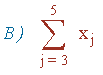 B) 5
∑ x_j
j = 3